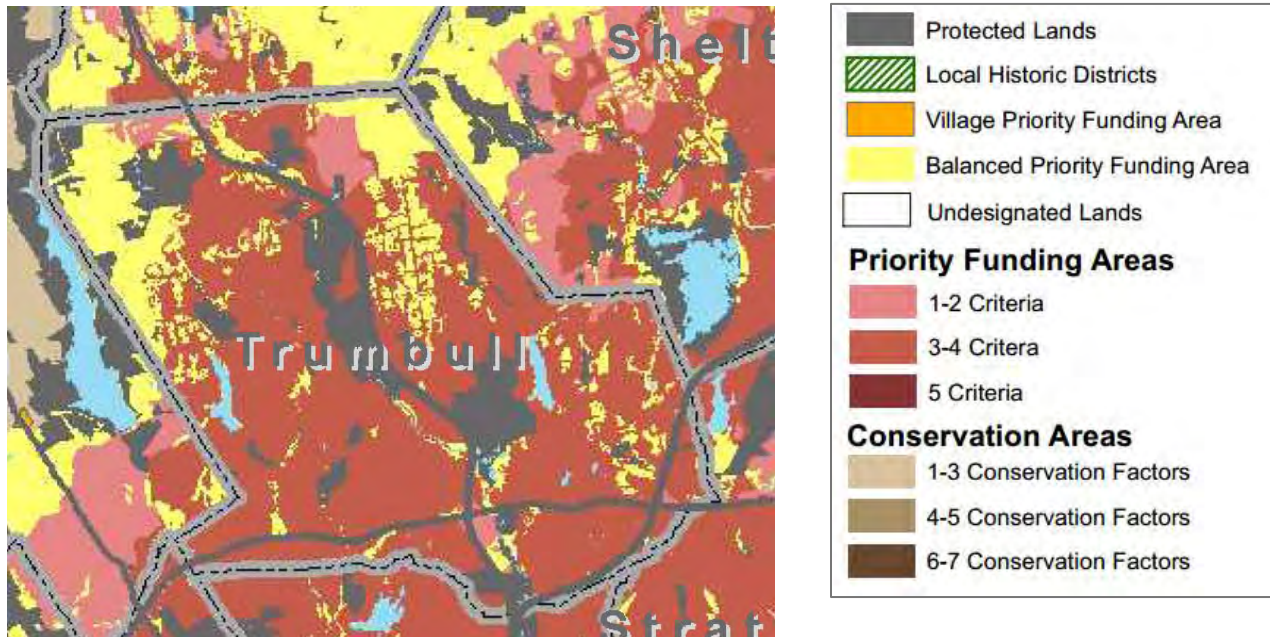 Shelt
Trumbull
Strat
Protected Lands
Local Historic Districts
Village Priority Funding Area
Balanced Priority Funding Area
Undesignated Lands
Priority Funding Areas
1-2 Criteria
3-4 Critera
5 Criteria
Conservation Areas
1-3 Conservation Factors
4-5 Conservation Factors
6-7 Conservation Factors